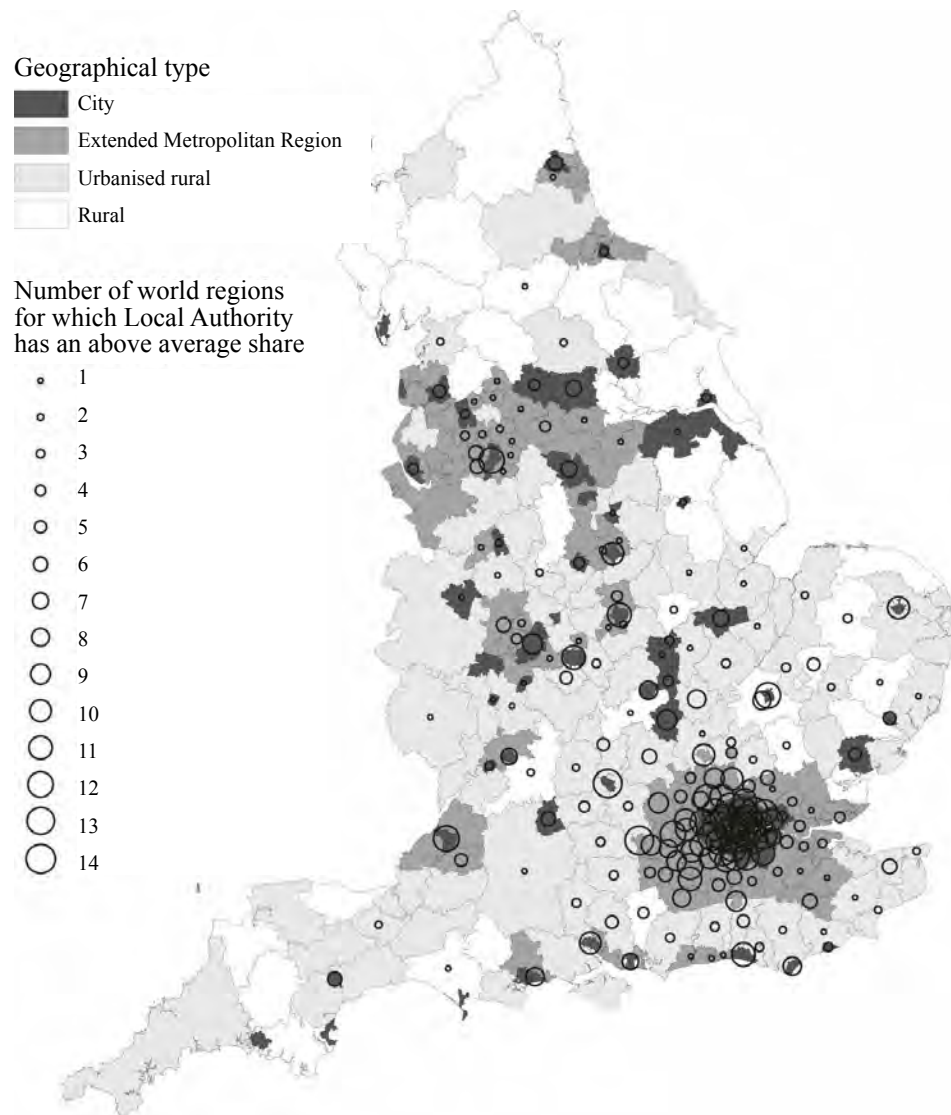 Geographical type
City
Extended Metropolitan Region
Urbanised rural
Rural
Number of world regions
for which Local Authority
has an above average share
1
2
3
4
5
6
7
8
9
10
11
12
13
14